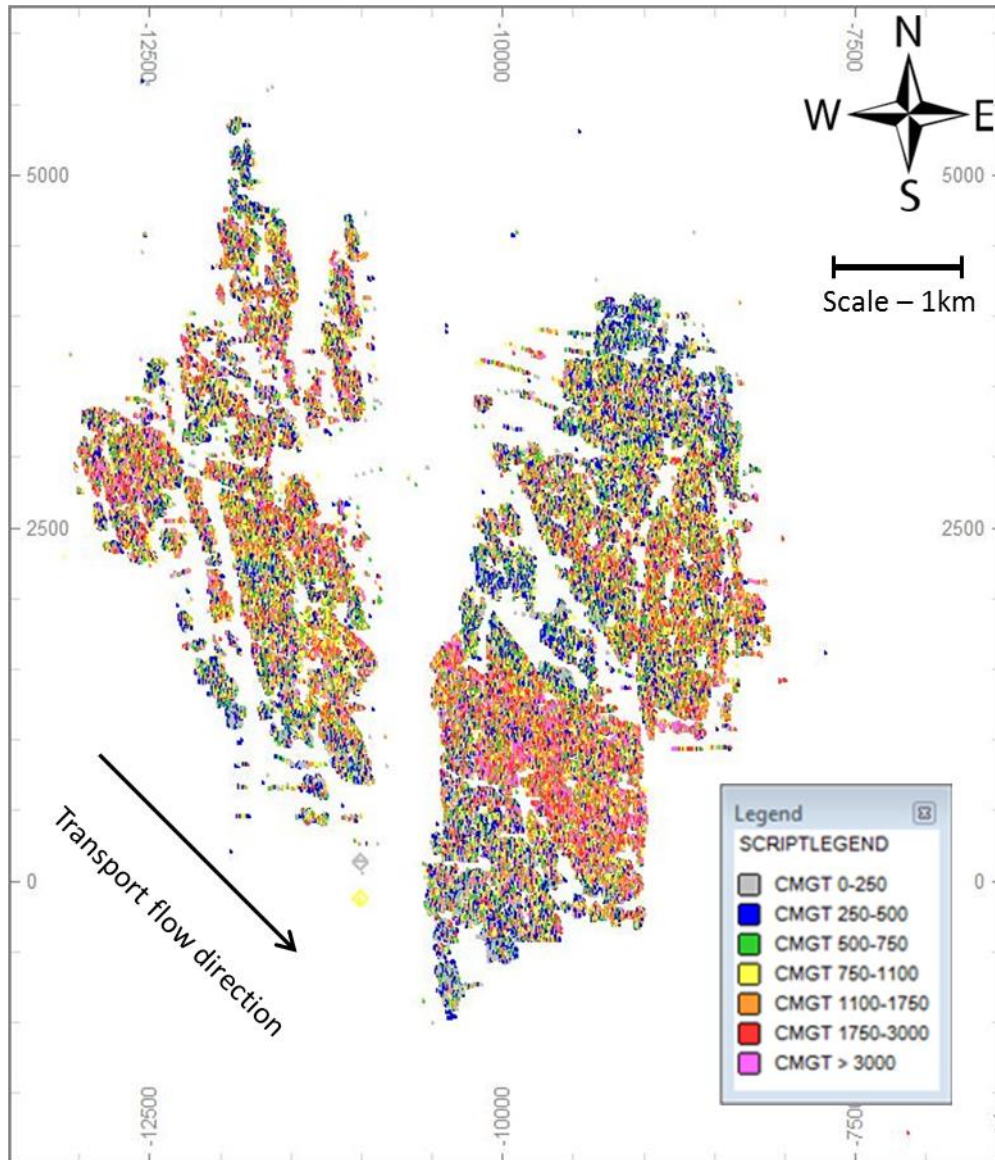 -12500
-10000
-7500
N
W E
S
5000
5000
Scale – 1km
2500
2500
Transport flow direction
Legend
SCRIPTLEGEND
CMGT 0-250
CMGT 250-500
CMGT 500-750
CMGT 750-1100
CMGT 1100-1750
CMGT 1750-3000
CMGT > 3000
0
0
-12500
-10000
-7500